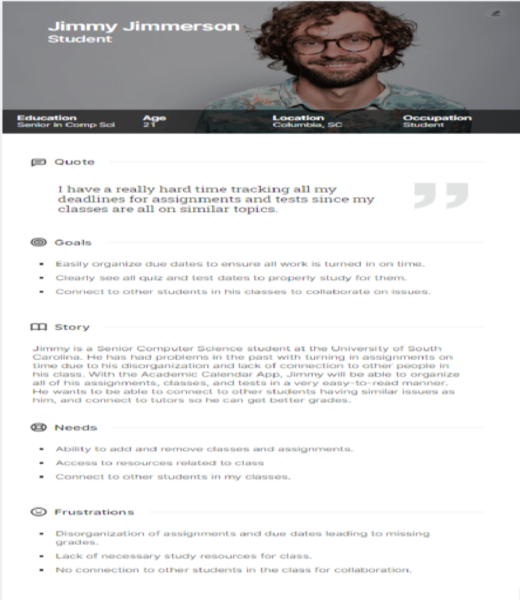 Jimmy Jimmerson
Student
Education
Senior in Comp Sci
Age
21
Location
Columbia, SC
Occupation
Student
Quote
I have a really hard time tracking all my
deadlines for assignments and tests since my
classes are all on similar topics.
Goals
Easily organize due dates to ensure all work is turned in on time.
Clearly see all quiz and test dates to properly study for them.
Connect to other students in his classes to collaborate on issues.
Story
Jimmy is a Senior Computer Science student at the University of South
Carolina. He has had problems in the past with turning in assignments on
time due to his disorganization and lack of connection to other people in
his class. With the Academic Calendar App, Jimmy will be able to organize
all of his assignments, classes, and tests in a very easy-to-read manner.
He wants to be able to connect to other students having similar issues as
him, and connect to tutors so he can get better grades.
Needs
Ability to add and remove classes and assignments.
Access to resources related to class
Connect to other students in my classes.
Frustrations
Disorganization of assignments and due dates leading to missing
grades.
Lack of necessary study resources for class.
No connection to other students in the class for collaboration.